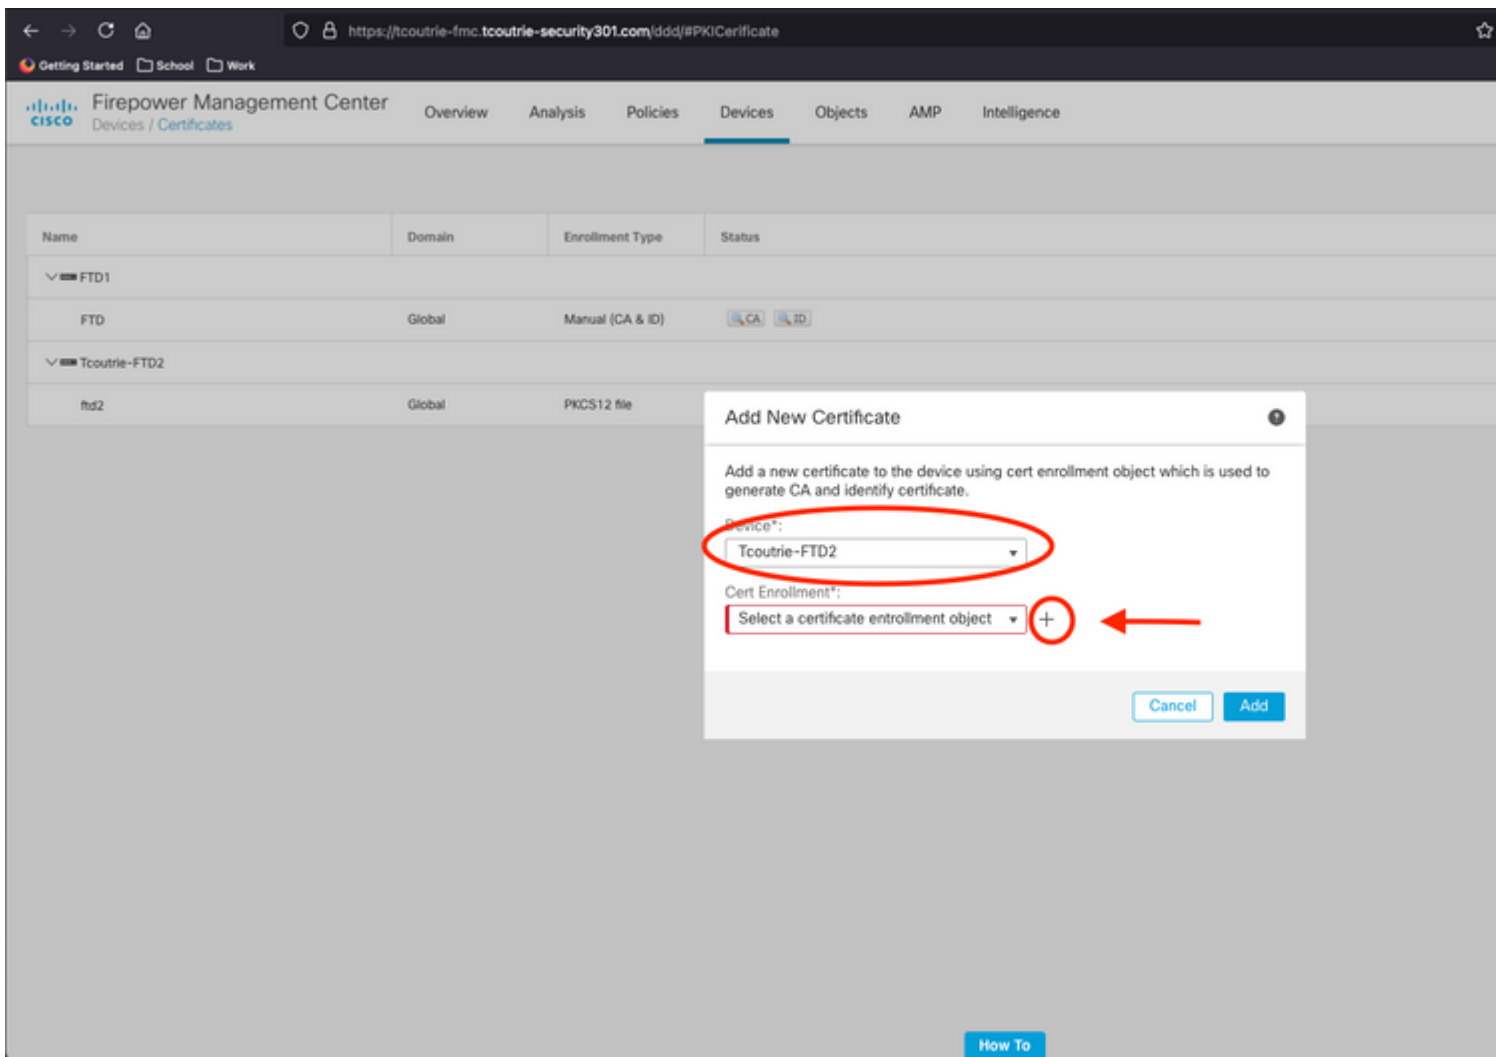 https://tcoutrie-fmc.tcoutrie-security301.com/ddd/#PKICerificate
Getting Started School Work
cisco
Firepower Management Center
Devices / Certificates
Overview Analysis Policies Devices Objects AMP Intelligence
Name Domain Enrollment Type Status
FTD1
FTD Global Manual (CA & ID) CA ID
Tcoutrie-FTD2
ftd2 Global PKCS12 file
Add New Certificate
Add a new certificate to the device using cert enrollment object which is used to
generate CA and identify certificate.
Device*:
Tcoutrie-FTD2
Cert Enrollment*:
Select a certificate entrollment object
Cancel Add
How To